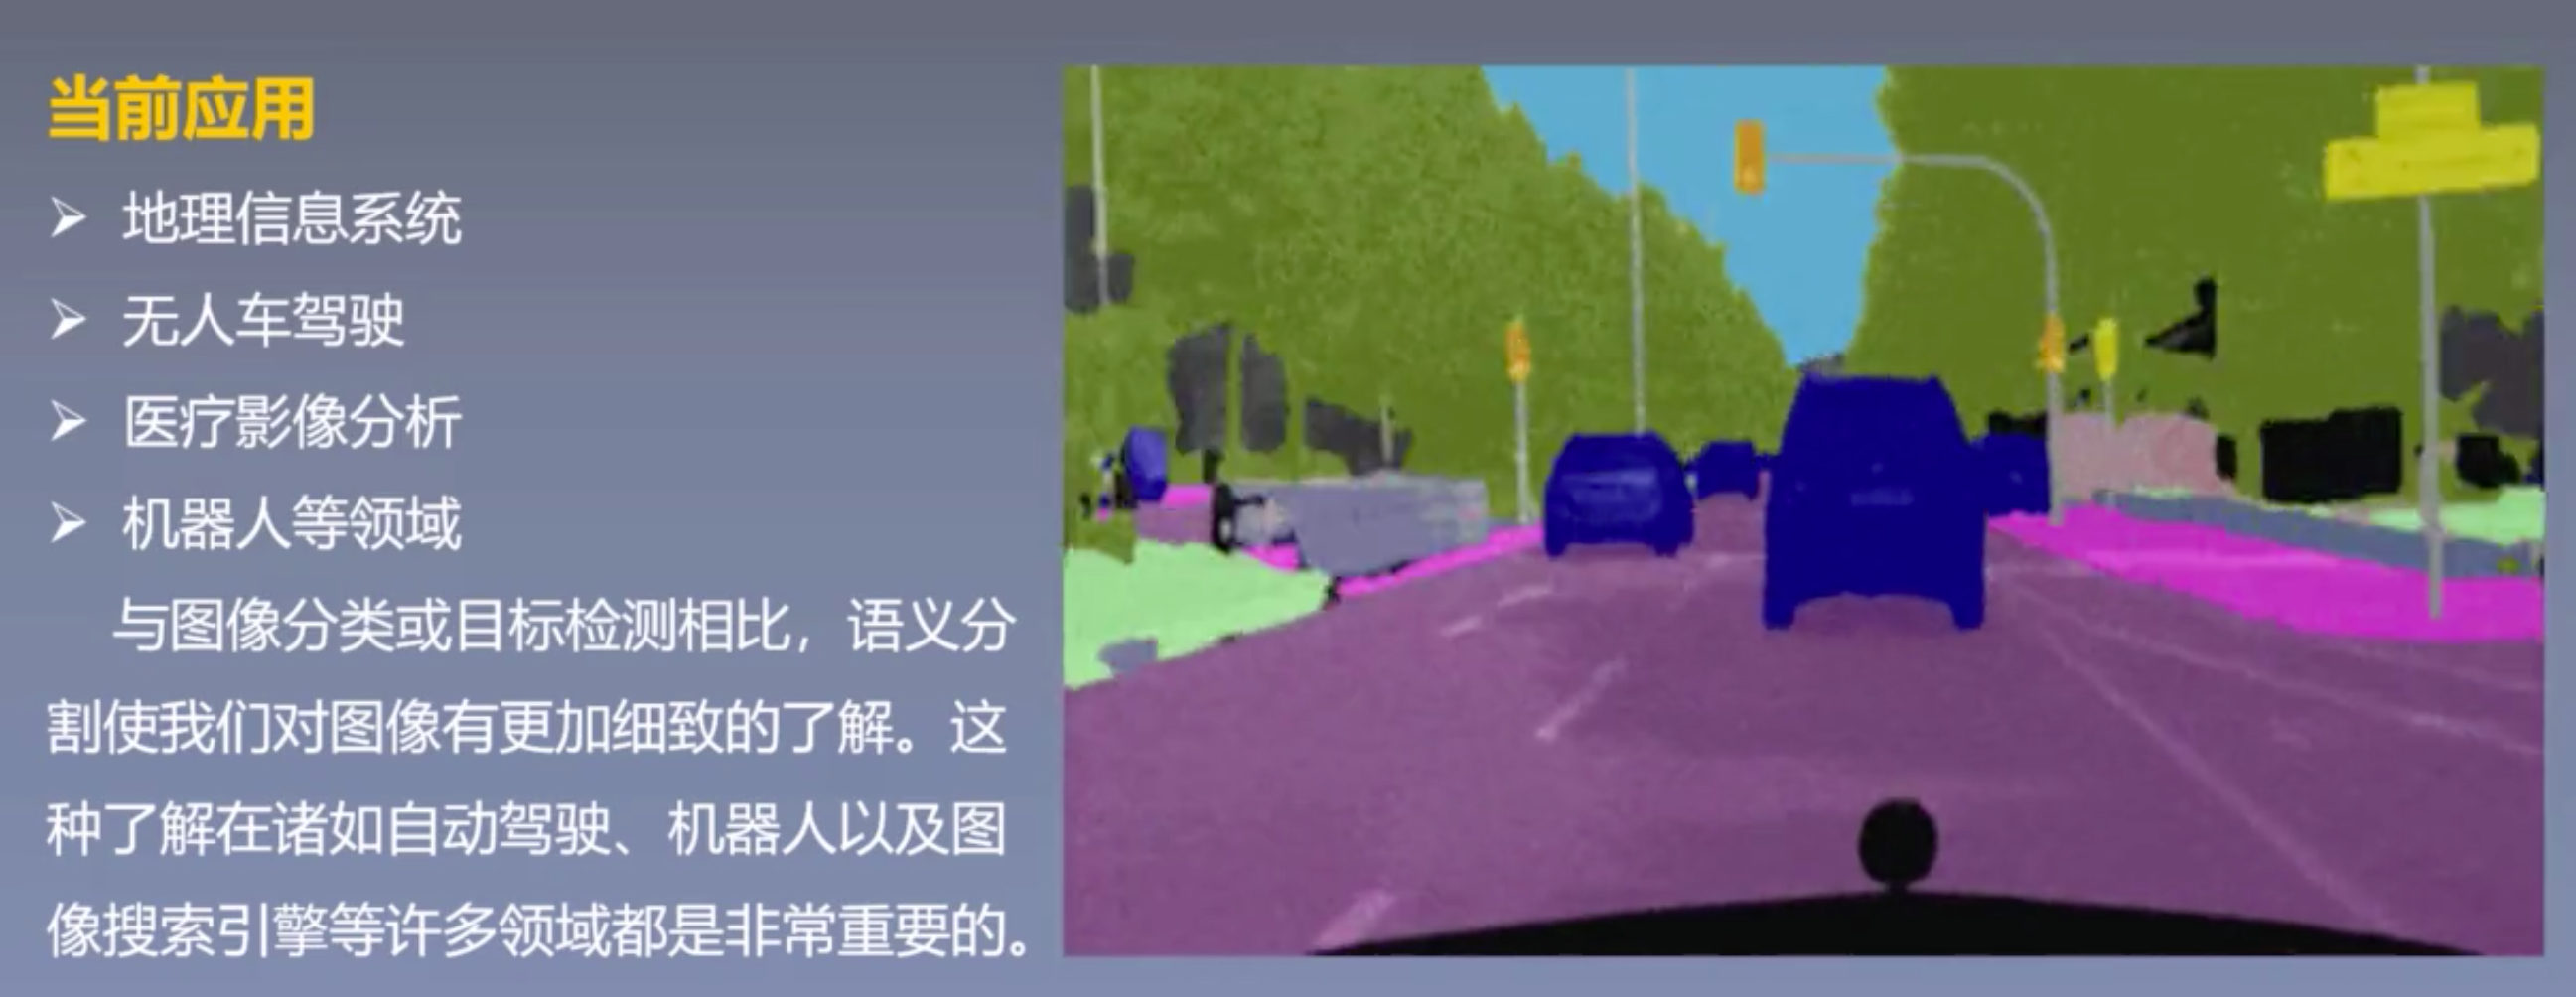 当前应用
➢ 地理信息系统
➢ 无人车驾驶
➢ 医疗影像分析
➢ 机器人等领域
与图像分类或目标检测相比，语义分
割使我们对图像有更加细致的了解。这
种了解在诸如自动驾驶、机器人以及图
像搜索引擎等许多领域都是非常重要的。